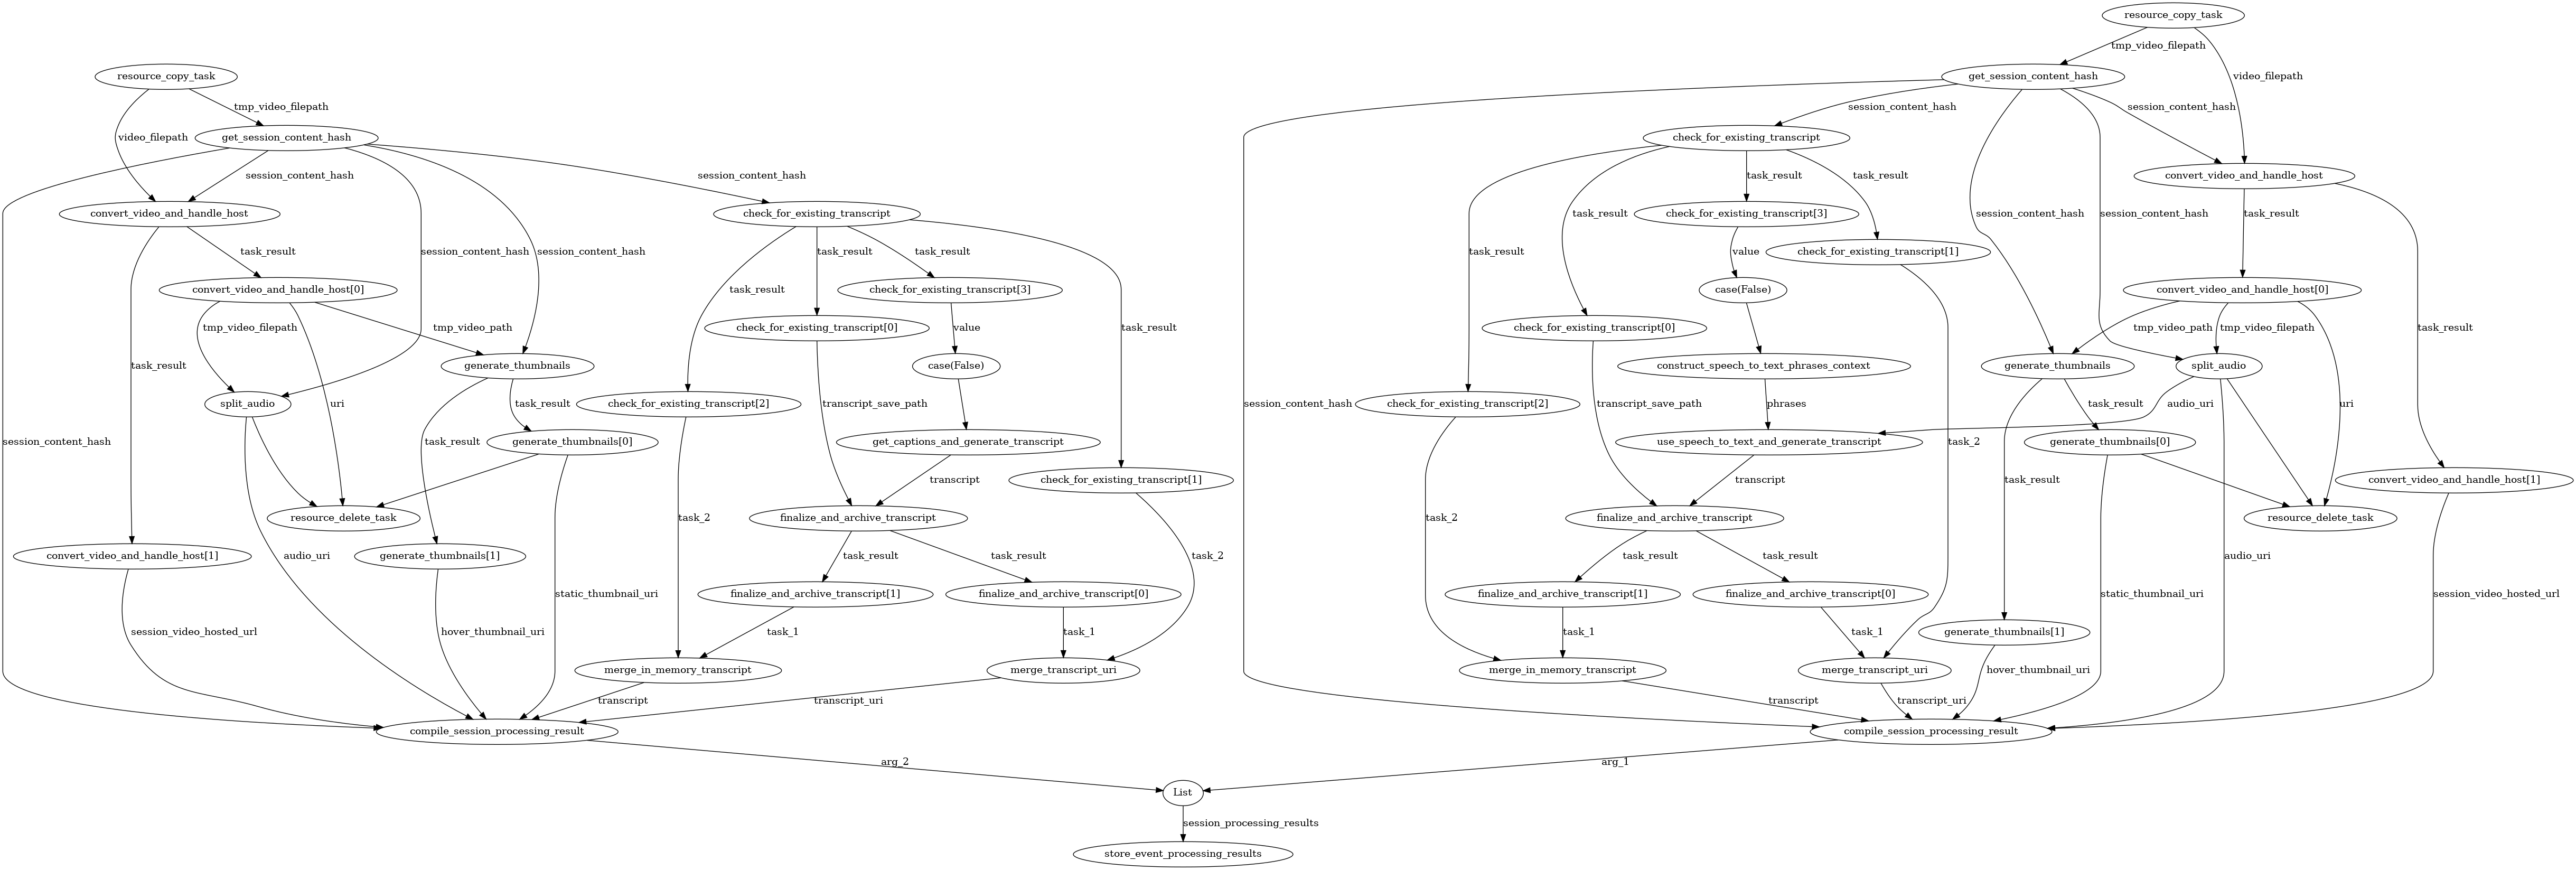 resource_copy_task
tmp_video_filepath
resource_copy_task
get_session_content_hash
video_filepath
tmp_video_filepath
session_content_hash
session_content_hash
video_filepath
get_session_content_hash
check_for_existing_transcript
session_content_hash
session_content_hash
task_result
task_result
convert_video_and_handle_host
convert_video_and_handle_host
check_for_existing_transcript
task_result
check_for_existing_transcript[3]
session_content_hash
session_content_hash
task_result
task_result
session_content_hash
session_content_hash
task_result
task_result
task_result
value
check_for_existing_transcript[1]
convert_video_and_handle_host[0]
task_result
check_for_existing_transcript[3]
case(False)
convert_video_and_handle_host[0]
tmp_video_filepath
tmp_video_path
check_for_existing_transcript[0]
value
task_result
check_for_existing_transcript[0]
tmp_video_path
tmp_video_filepath
task_result
task_result
generate_thumbnails
case(False)
construct_speech_to_text_phrases_context
generate_thumbnails
split_audio
split_audio
uri
task_result
check_for_existing_transcript[2]
transcript_save_path
session_content_hash
check_for_existing_transcript[2]
transcript_save_path
phrases
task_result
audio_uri
uri
session_content_hash
task_result
generate_thumbnails[0]
get_captions_and_generate_transcript
use_speech_to_text_and_generate_transcript
task_2
generate_thumbnails[0]
transcript
check_for_existing_transcript[1]
transcript
task_result
convert_video_and_handle_host[1]
resource_delete_task
task_2
finalize_and_archive_transcript
task_2
finalize_and_archive_transcript
resource_delete_task
convert_video_and_handle_host[1]
audio_uri
generate_thumbnails[1]
task_result
task_result
task_2
task_result
task_result
audio_uri
static_thumbnail_uri
finalize_and_archive_transcript[1]
finalize_and_archive_transcript[0]
finalize_and_archive_transcript[1]
finalize_and_archive_transcript[0]
static_thumbnail_uri
session_video_hosted_url
session_video_hosted_url
hover_thumbnail_uri
task_1
task_1
task_1
task_1
generate_thumbnails[1]
merge_in_memory_transcript
merge_transcript_uri
merge_in_memory_transcript
merge_transcript_uri
hover_thumbnail_uri
transcript
transcript_uri
transcript
transcript_uri
compile_session_processing_result
compile_session_processing_result
arg_2
arg_1
List
session_processing_results
store_event_processing_results